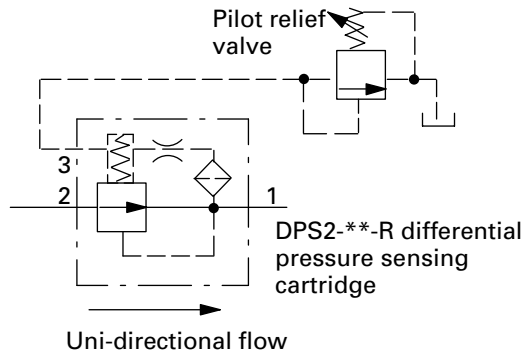 Pilot relief
valve
3
2
1
DPS2-**-R differential
pressure sensing
cartridge
Uni-directional flow